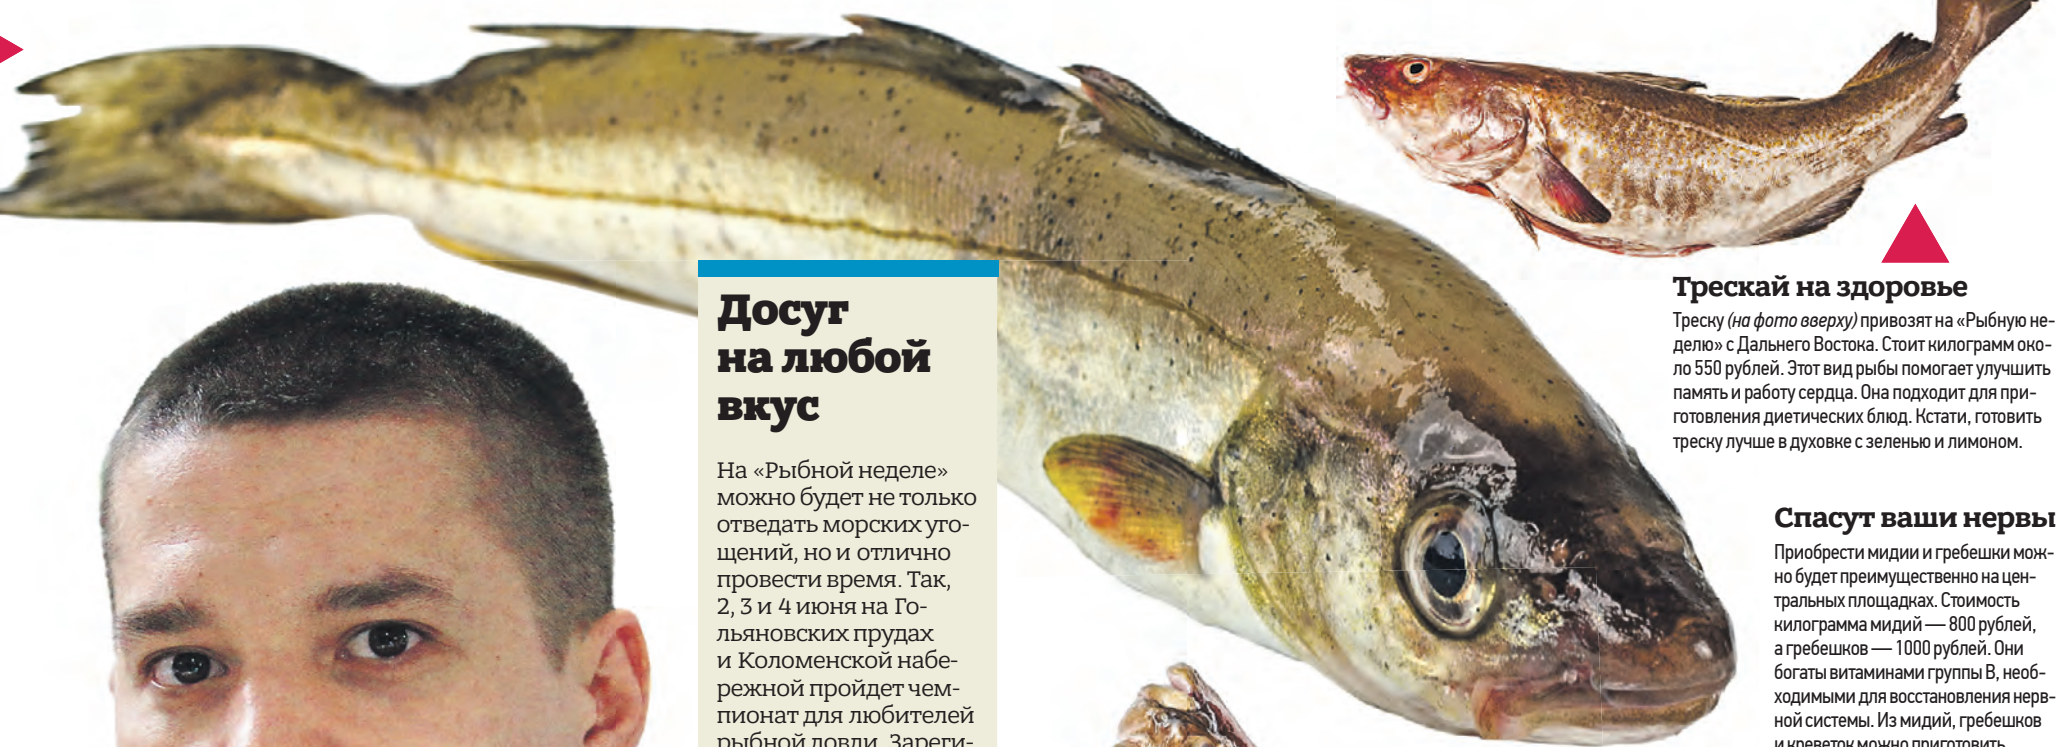 Досуг
на любой
вкус
На «Рыбной неделе»
можно будет не только
отведать морских уго-
щений, но и отлично
провести время. Так,
2, 3 и 4 июня на Го-
льяновских прудах
и Коломенской набе-
режной пройдет чем-
пионат для любителей
рыбной ловли. Зареги-
Трескай на здоровье
Треску (на фото вверху) привозят на «Рыбную не-
делю» с Дальнего Востока. Стоит килограмм око-
ло 550 рублей. Этот вид рыбы помогает улучшить
память и работу сердца. Она подходит для при-
готовления диетических блюд. Кстати, готовить
треску лучше в духовке с зеленью и лимоном.
Спасут ваши нервы
Приобрести мидии и гребешки мож-
но будет преимущественно на цен-
тральных площадках. Стоимость
килограмма мидий — 800 рублей,
а гребешков — 1000 рублей. Они
богаты витаминами группы В, необ-
ходимыми для восстановления нерв-
ной системы. Из мидий, гребешков
и креветок можно приготовить